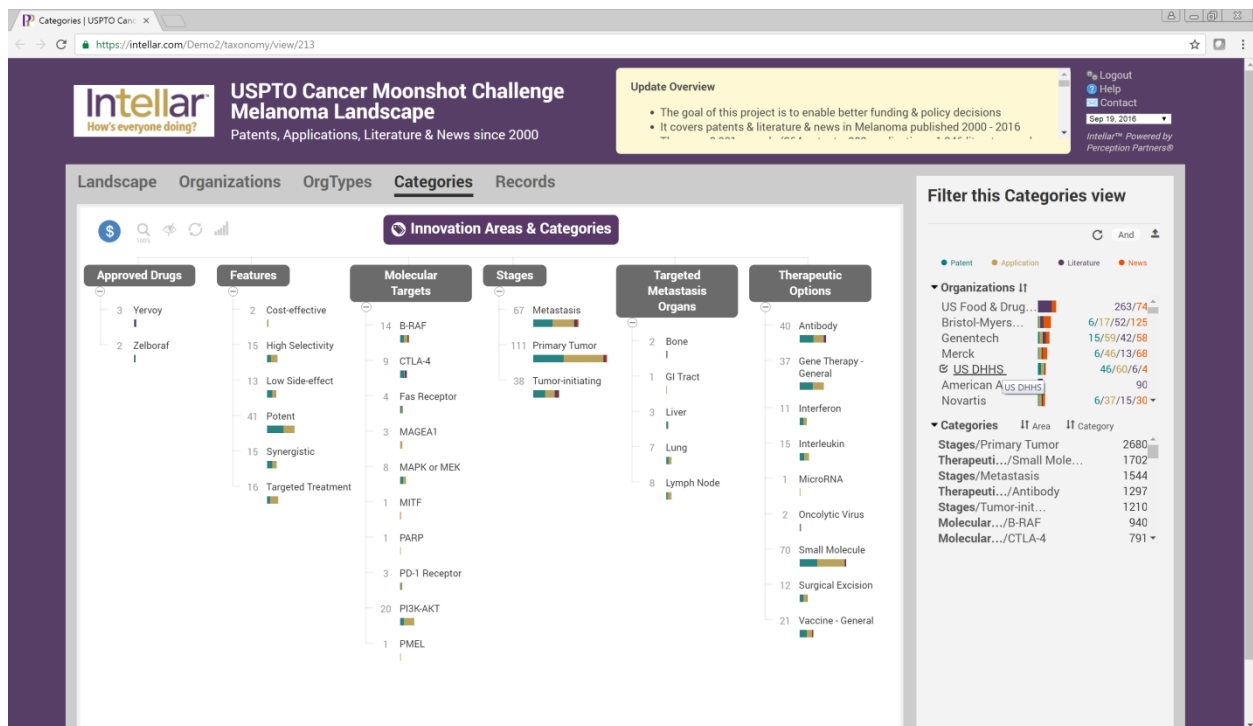 Categories | USPTO Canc
https://intellar.com/Demo2/taxonomy/view/213
Intellar™
How's everyone doing?
USPTO Cancer Moonshot Challenge
Melanoma Landscape
Patents, Applications, Literature & News since 2000
Update Overview
• The goal of this project is to enable better funding & policy decisions
• It covers patents & literature & news in Melanoma published 2000 - 2016
Logout
Help
Contact
Sep 19, 2016
Intellar™ Powered by
Perception Partners®
Landscape Organizations OrgTypes Categories Records
$
100%
Innovation Areas & Categories
Approved Drugs
3 Yervoy
2 Zelboraf
Features
2 Cost-effective
15 High Selectivity
13 Low Side-effect
41 Potent
15 Synergistic
16 Targeted Treatment
Molecular
Targets
14 B-RAF
9 CTLA-4
4 Fas Receptor
3 MAGEA1
8 MAPK or MEK
1 MITF
1 PARP
3 PD-1 Receptor
20 PI3K-AKT
1 PMEL
Stages
67 Metastasis
111 Primary Tumor
38 Tumor-initiating
Targeted
Metastasis
Organs
2 Bone
1 GI Tract
3 Liver
7 Lung
8 Lymph Node
Therapeutic
Options
40 Antibody
37 Gene Therapy -
General
11 Interferon
15 Interleukin
1 MicroRNA
2 Oncolytic Virus
70 Small Molecule
12 Surgical Excision
21 Vaccine - General
Filter this Categories view
And
Patent Application Literature News
Organizations
US Food & Drug... 263/74
Bristol-Myers... 6/17/52/125
Genentech 15/59/42/58
Merck 6/46/13/68
US DHHS 46/60/6/4
American A 90
US DHHS
Novartis 6/37/15/30
Categories Area Category
Stages/Primary Tumor 2680
Therapeuti.../Small Mole... 1702
Stages/Metastasis 1544
Therapeuti.../Antibody 1297
Stages/Tumor-init... 1210
Molecular.../B-RAF 940
Molecular.../CTLA-4 791